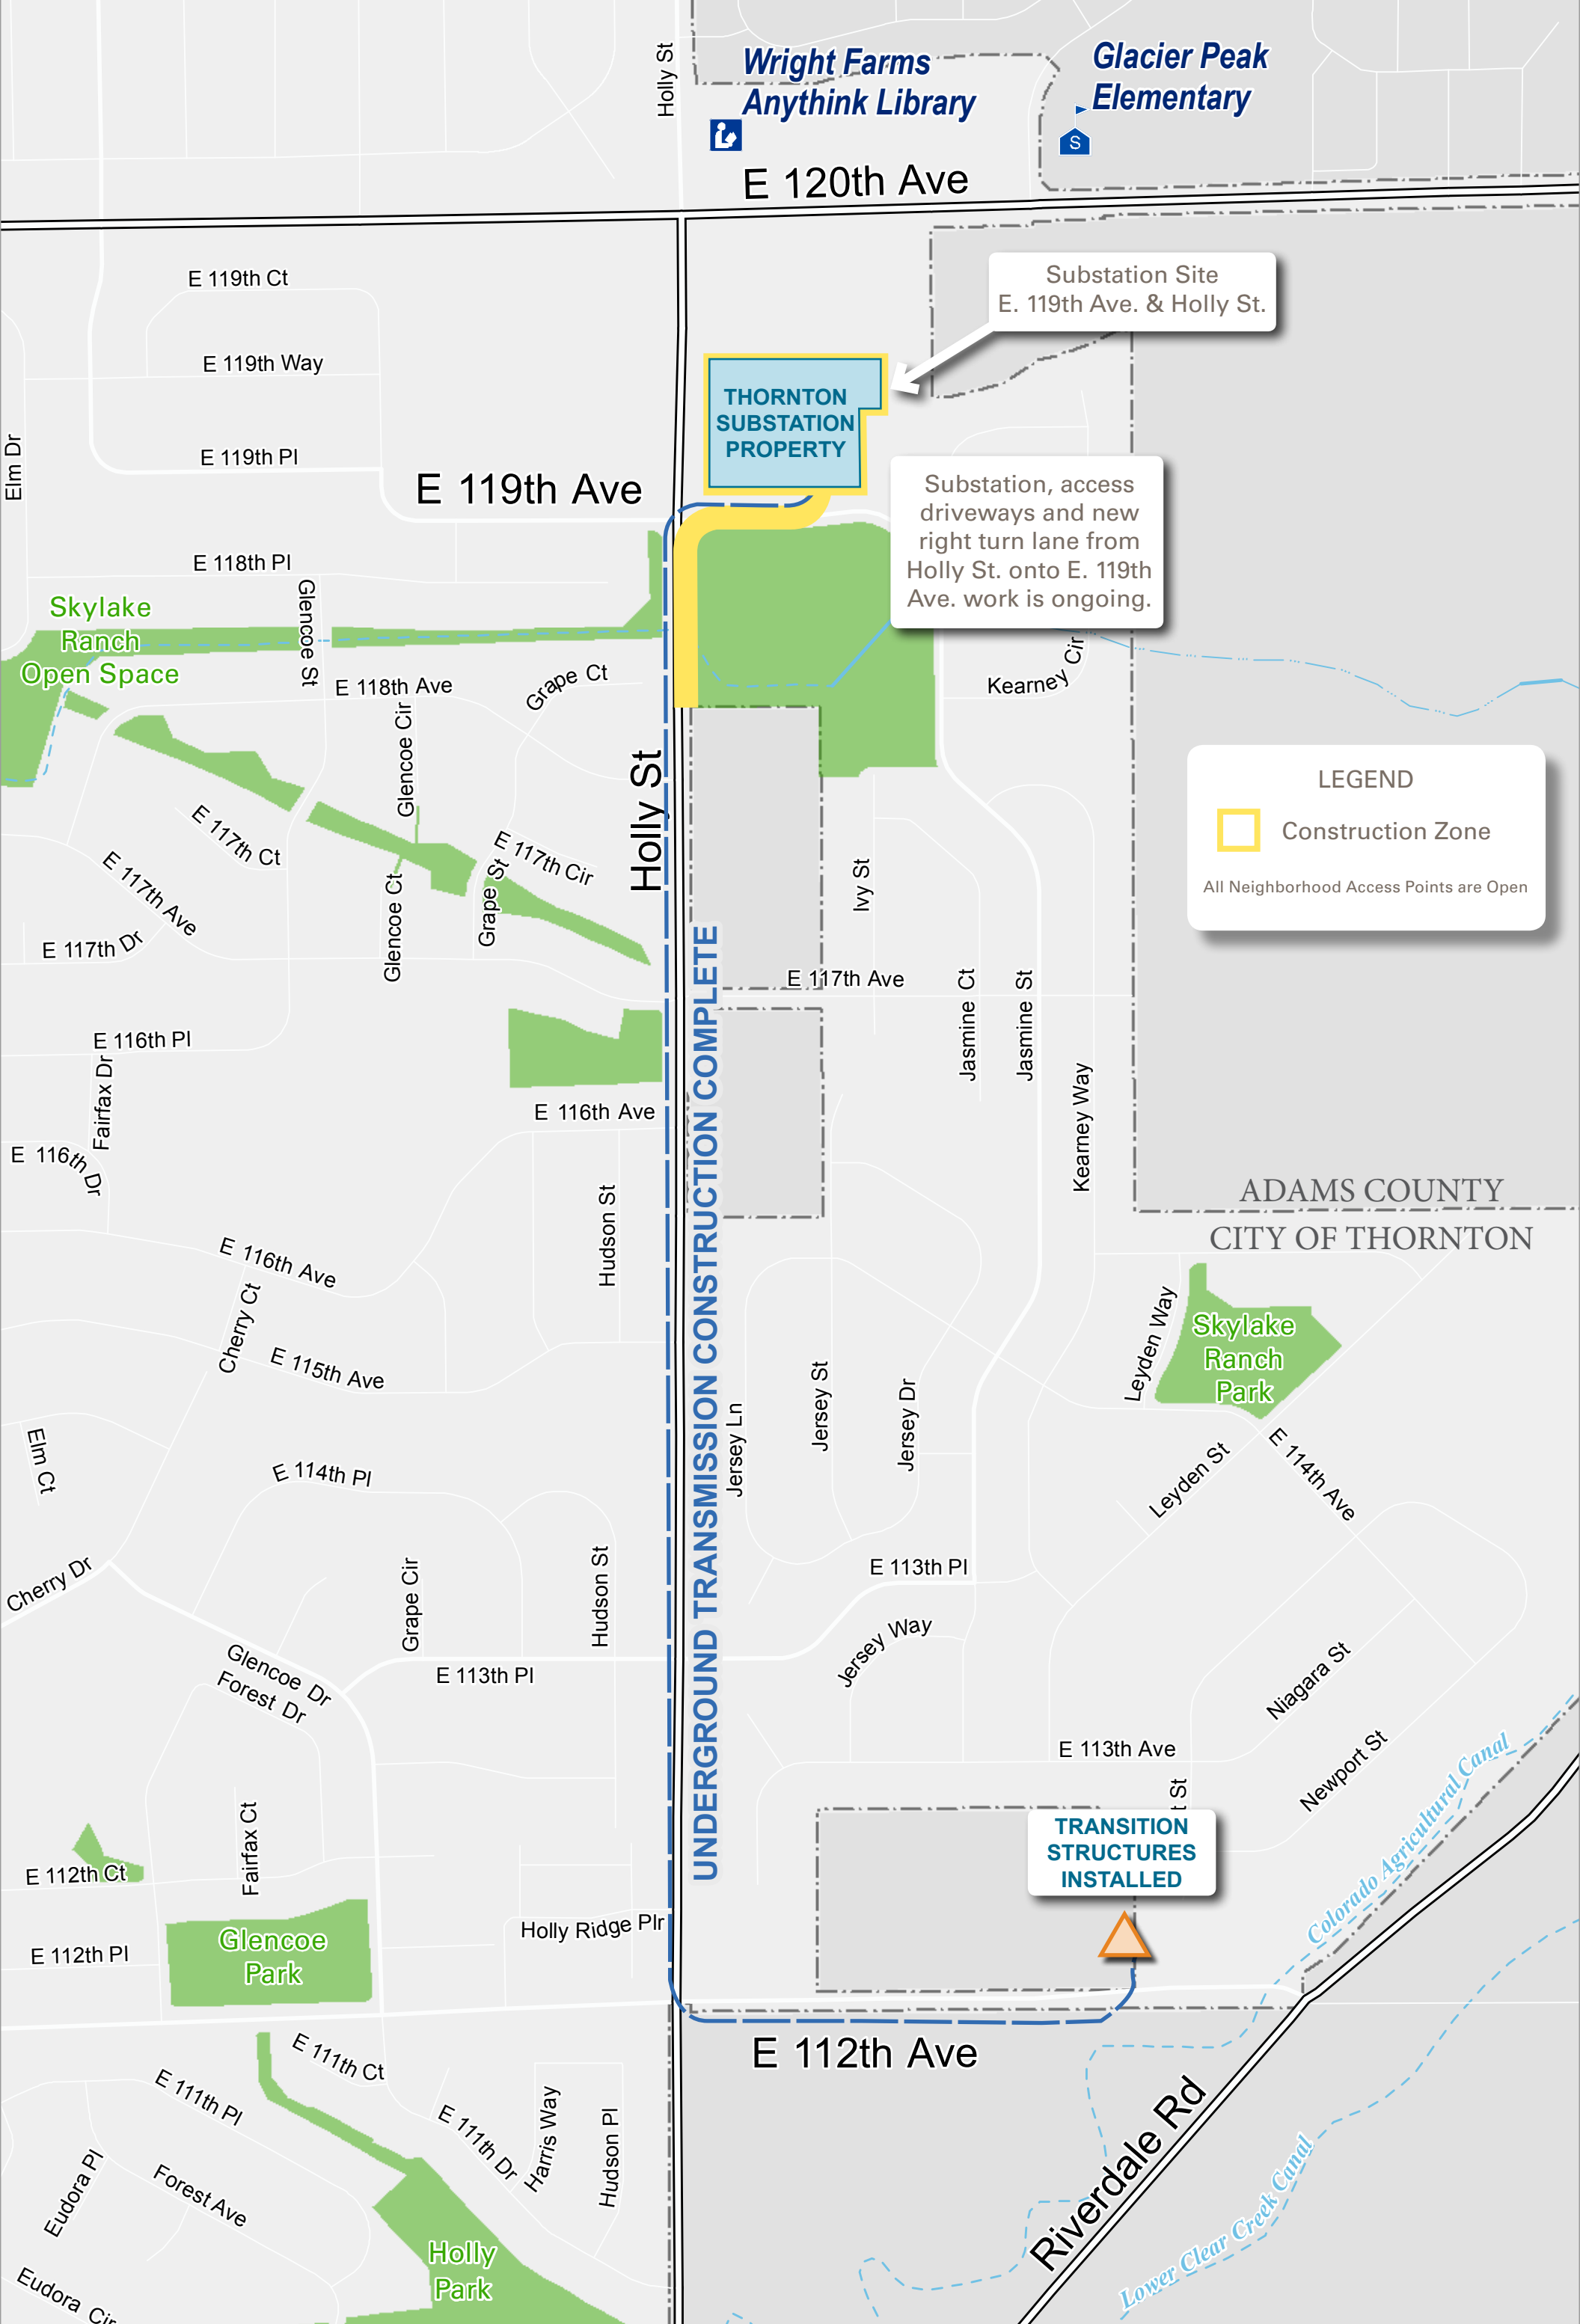 Holly St
Wright Farms
Anythink Library
Glacier Peak
Elementary
S
E 120th Ave
Substation Site
E. 119th Ave. & Holly St.
E 119th Ct
E 119th Way
THORNTON
SUBSTATION
PROPERTY
Elm Dr
E 119th Pl
E 119th Ave
Substation, access
driveways and new
right turn lane from
Holly St. onto E. 119th
Ave. work is ongoing.
E 118th Pl
Skylake
Ranch
Open Space
Glencoe St
E 118th Ave
Grape Ct
Kearney Cir
Glencoe Cir
Holly St
LEGEND
Construction Zone
All Neighborhood Access Points are Open
E 117th Ct
E 117th Cir
E 117th Ave
Glencoe Ct
Grape St
Ivy St
E 117th Dr
E 117th Ave
Jasmine Ct
Jasmine St
UNDERGROUND TRANSMISSION CONSTRUCTION COMPLETE
E 116th Pl
Fairfax Dr
E 116th Ave
Kearney Way
E 116th Dr
Hudson St
ADAMS COUNTY
CITY OF THORNTON
E 116th Ave
Cherry Ct
E 115th Ave
Leyden Way
Skylake
Ranch
Park
Jersey Ln
Jersey St
Jersey Dr
Elm Ct
E 114th Pl
Leyden St
E 114th Ave
Cherry Dr
Grape Cir
Hudson St
E 113th Pl
Jersey Way
Glencoe Dr
Forest Dr
E 113th Pl
Niagara St
E 113th Ave
Newport St
t St
Colorado Agricultural Canal
TRANSITION
STRUCTURES
INSTALLED
Fairfax Ct
E 112th Ct
Holly Ridge Plr
Glencoe
Park
E 112th Pl
E 112th Ave
E 111th Ct
E 111th Pl
E 111th Dr
Harris Way
Hudson Pl
Riverdale Rd
Eudora Pl
Forest Ave
Lower Clear Creek Canal
Holly
Park
Eudora Cir